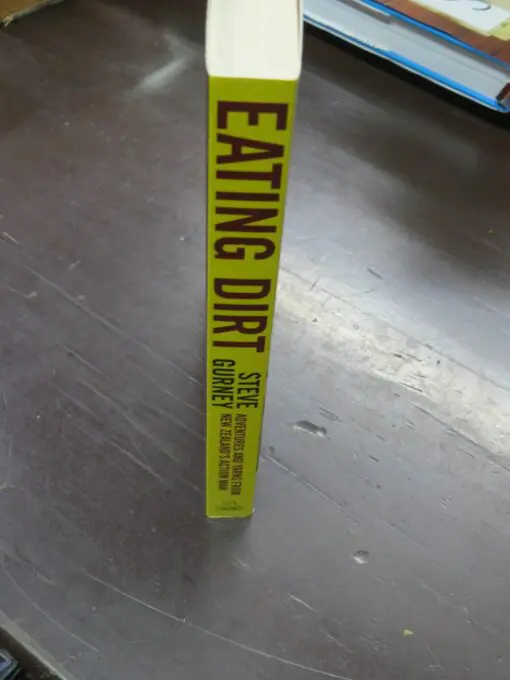 EATING DIRT
STEVE
GURNEY
ADVENTURES AND YARNS FROM
NEW ZEALAND'S ACTION MAN